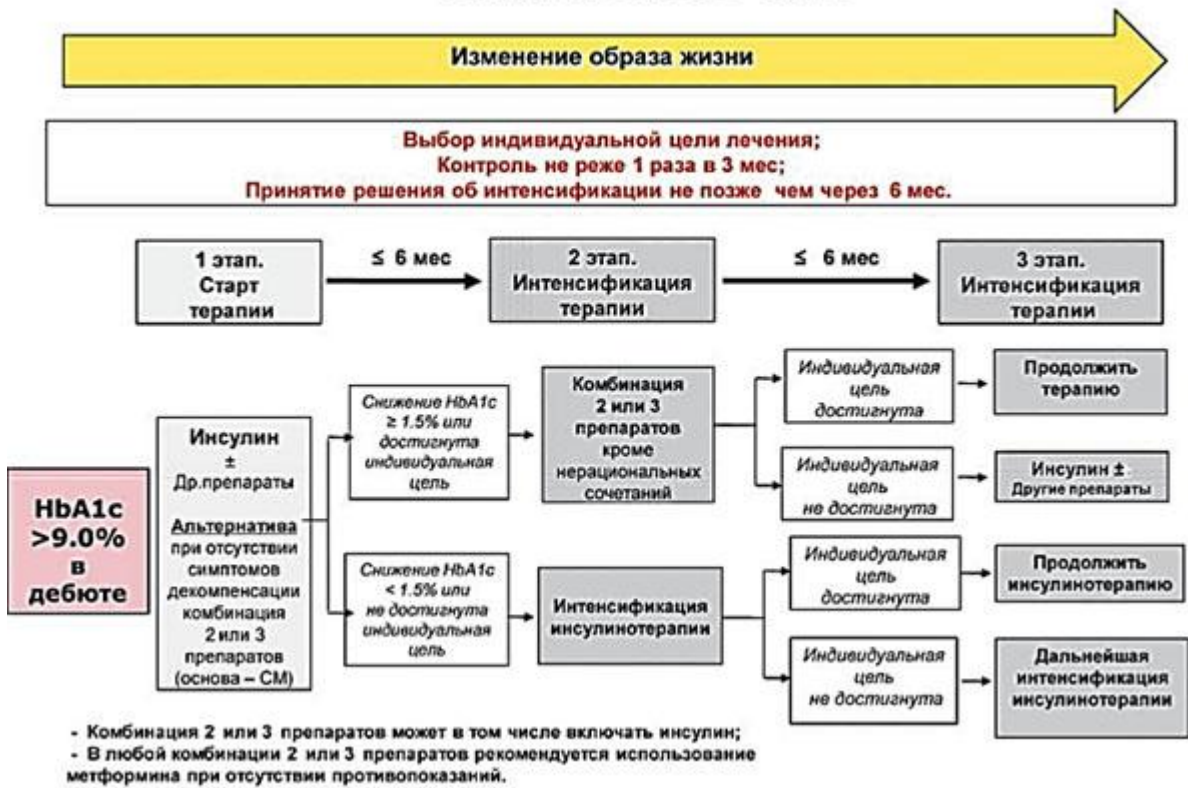 Изменение образа жизни
Выбор индивидуальной цели лечения;
Контроль не реже 1 раза в 3 мес;
Принятие решения об интенсификации не позже чем через 6 мес.
1 этап.
Старт
терапии
≤ 6 мес
2 этап.
Интенсификация
терапии
≤ 6 мес
3 этап.
Интенсификация
терапии
HbA1c
>9.0%
в
дебюте
Инсулин
±
Др.препараты
Альтернатива
при отсутствии
симптомов
декомпенсации
комбинация
2 или 3
препаратов
(основа – СМ)
Снижение HbA1c
≥ 1.5% или
достигнута
индивидуальная
цель
Комбинация
2 или 3
препаратов
кроме
нерациональных
сочетаний
Индивидуальная
цель
достигнута
Продолжить
терапию
Индивидуальная
цель
не достигнута
Инсулин ±
Другие препараты
Снижение HbA1c
< 1.5% или
не достигнута
индивидуальная
цель
Интенсификация
инсулинотерапии
Индивидуальная
цель
достигнута
Продолжить
инсулинотерапию
Индивидуальная
цель
не достигнута
Дальнейшая
интенсификация
инсулинотерапии
- Комбинация 2 или 3 препаратов может в том числе включать инсулин;
- В любой комбинации 2 или 3 препаратов рекомендуется использование
метформина при отсутствии противопоказаний.